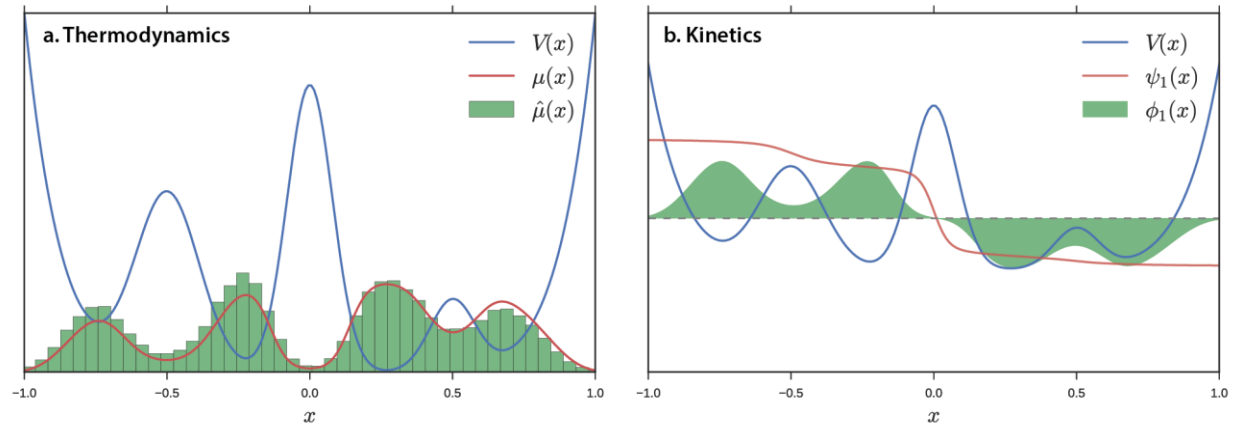 a. Thermodynamics
V(x)
μ(x)
μ̂(x)
−1.0 −0.5 0.0 0.5 1.0
x
b. Kinetics
V(x)
ψ₁(x)
ϕ₁(x)
−1.0 −0.5 0.0 0.5 1.0
x